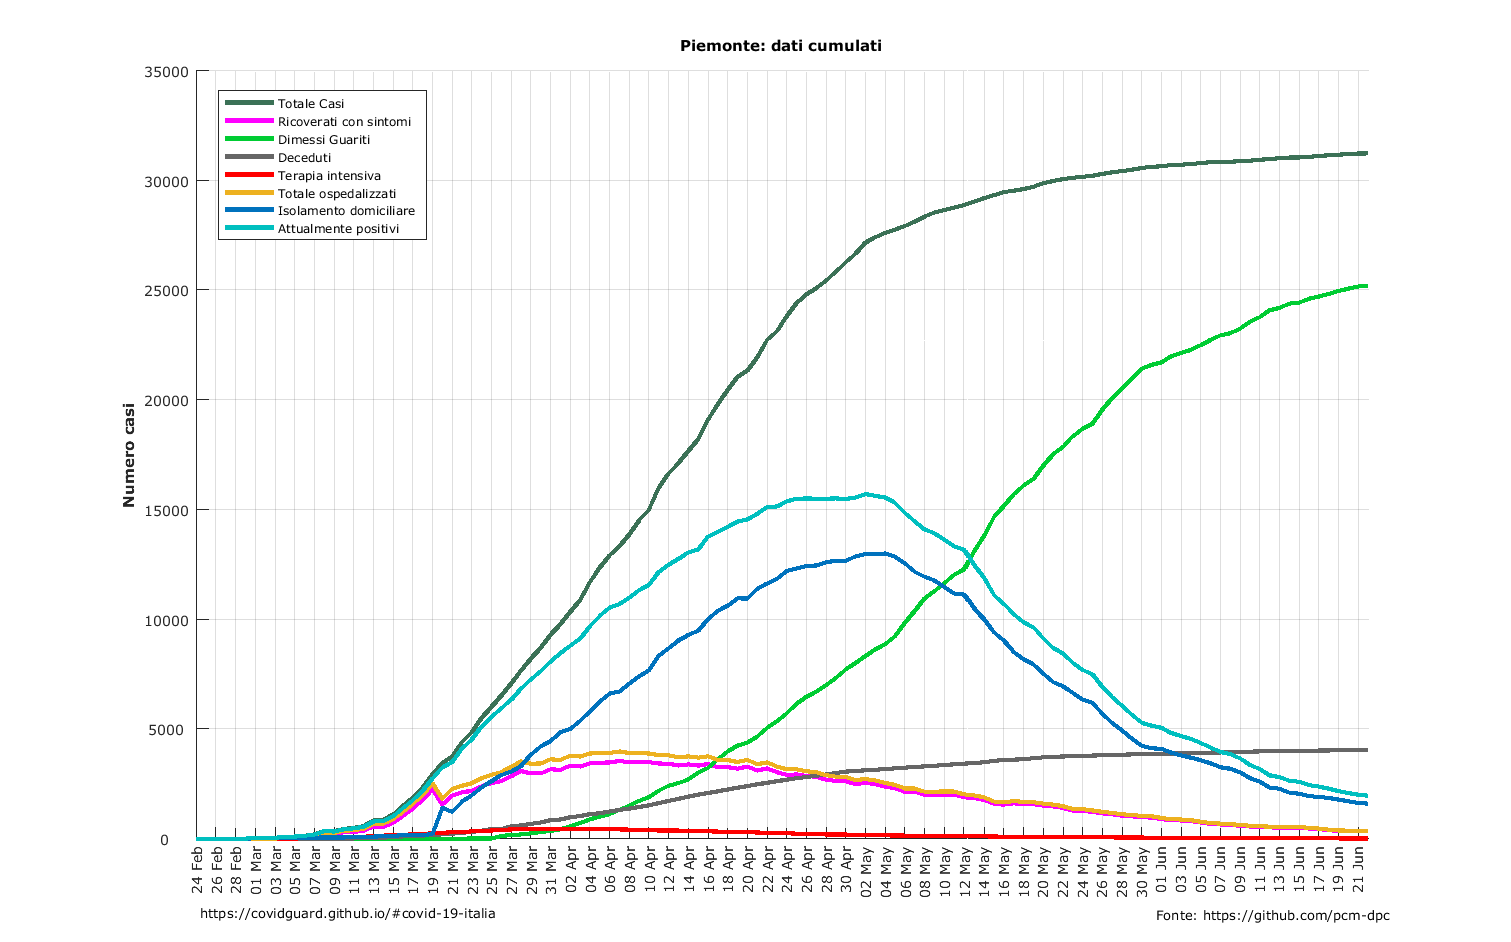 Piemonte: dati cumulati
35000
30000
25000
20000
15000
10000
5000
0
Numero casi
Totale Casi
Ricoverati con sintomi
Dimessi Guariti
Deceduti
Terapia intensiva
Totale ospedalizzati
Isolamento domiciliare
Attualmente positivi
24 Feb
26 Feb
28 Feb
01 Mar
03 Mar
05 Mar
07 Mar
09 Mar
11 Mar
13 Mar
15 Mar
17 Mar
19 Mar
21 Mar
23 Mar
25 Mar
27 Mar
29 Mar
31 Mar
02 Apr
04 Apr
06 Apr
08 Apr
10 Apr
12 Apr
14 Apr
16 Apr
18 Apr
20 Apr
22 Apr
24 Apr
26 Apr
28 Apr
30 Apr
02 May
04 May
06 May
08 May
10 May
12 May
14 May
16 May
18 May
20 May
22 May
24 May
26 May
28 May
30 May
01 Jun
03 Jun
05 Jun
07 Jun
09 Jun
11 Jun
13 Jun
15 Jun
17 Jun
19 Jun
21 Jun
https://covidguard.github.io/#covid-19-italia
Fonte: https://github.com/pcm-dpc